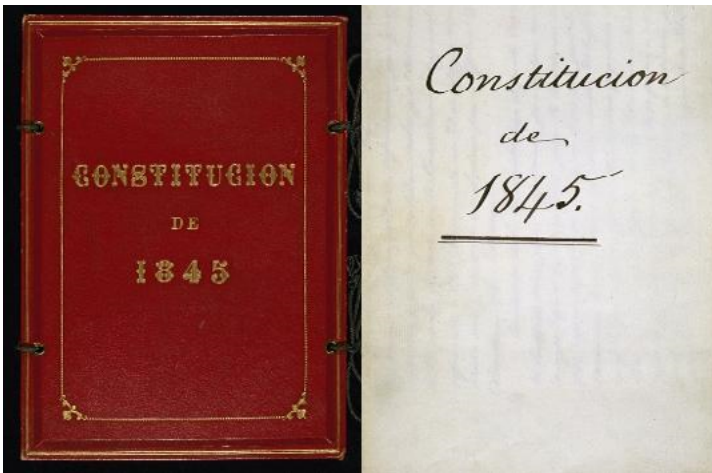 CONSTITUCION
DE
1845
Constitucion
de
1845.